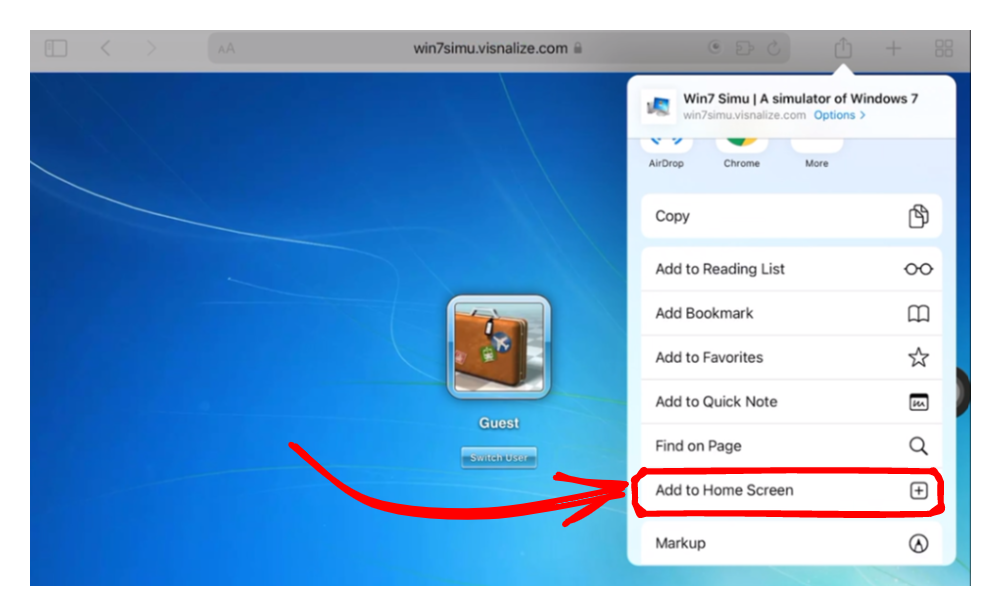 AA
win7simu.visnalize.com
Win7 Simu | A simulator of Windows 7
win7simu.visnalize.com Options >
AirDrop Chrome More
Copy
Add to Reading List
Add Bookmark
Add to Favorites
Add to Quick Note
Find on Page
Add to Home Screen
Markup
Guest
Switch User